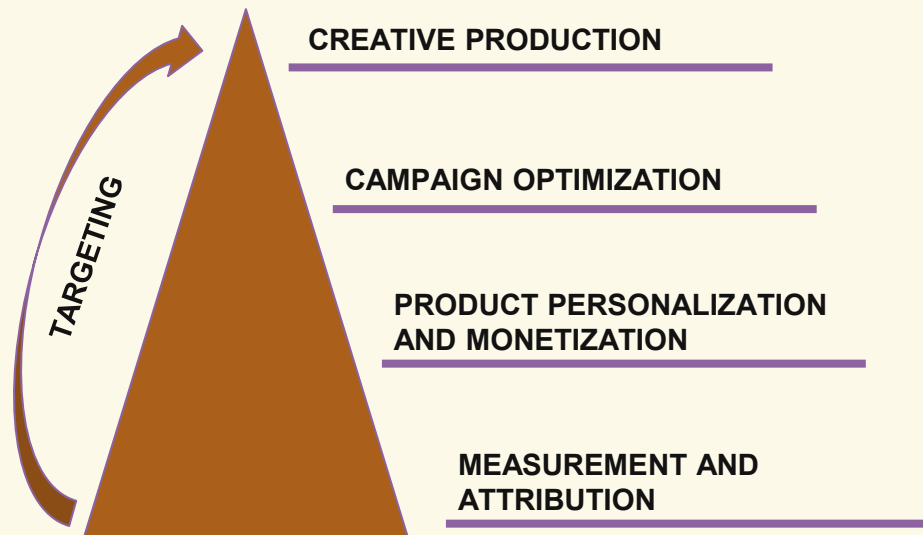 CREATIVE PRODUCTION
CAMPAIGN OPTIMIZATION
TARGETING
PRODUCT PERSONALIZATION
AND MONETIZATION
MEASUREMENT AND
ATTRIBUTION